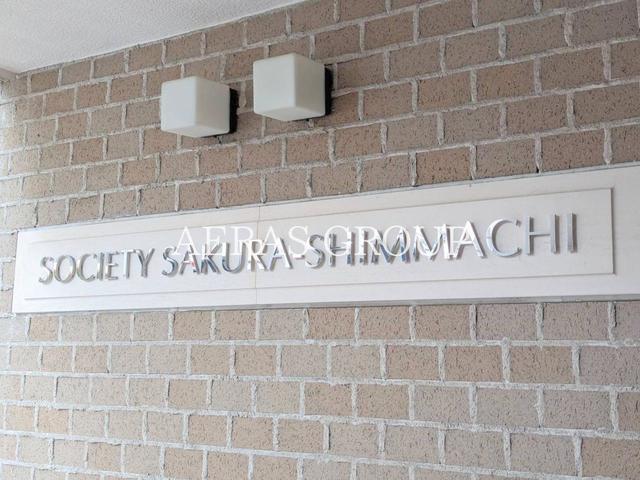 AERAS GROUP
SOCIETY SAKURA-SHIMMACHI